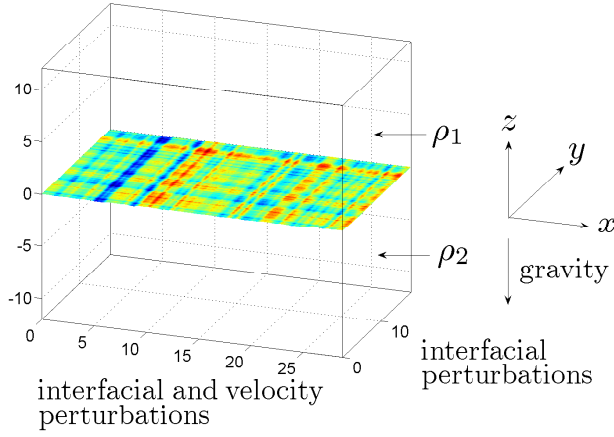 10
5
0
-5
-10
0
5
10
15
20
25
0
10
ρ1
ρ2
z
y
x
gravity
interfacial
perturbations
interfacial and velocity
perturbations